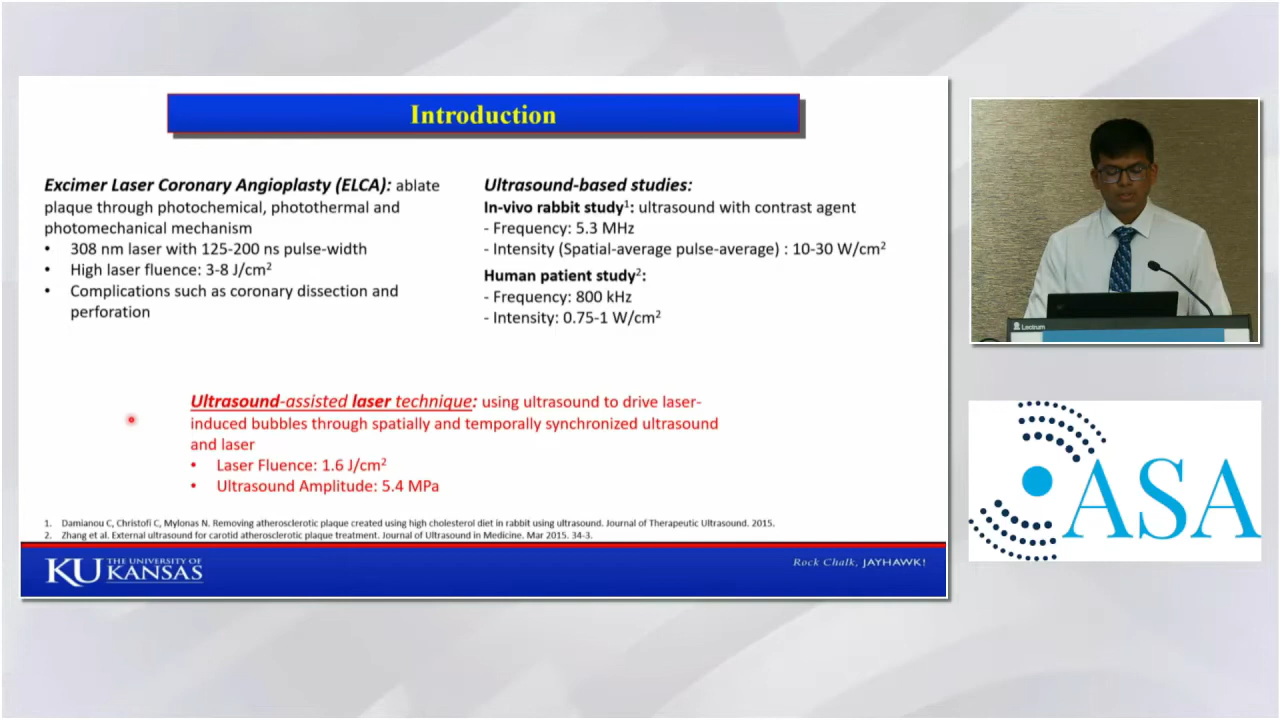 Introduction
Excimer Laser Coronary Angioplasty (ELCA): ablate
plaque through photochemical, photothermal and
photomechanical mechanism
• 308 nm laser with 125-200 ns pulse-width
• High laser fluence: 3-8 J/cm²
• Complications such as coronary dissection and
perforation
Ultrasound-based studies:
In-vivo rabbit study¹: ultrasound with contrast agent
- Frequency: 5.3 MHz
- Intensity (Spatial-average pulse-average) : 10-30 W/cm²
Human patient study²:
- Frequency: 800 kHz
- Intensity: 0.75-1 W/cm²
Ultrasound-assisted laser technique: using ultrasound to drive laser-
induced bubbles through spatially and temporally synchronized ultrasound
and laser
• Laser Fluence: 1.6 J/cm²
• Ultrasound Amplitude: 5.4 MPa
1. Damianou C, Christofi C, Mylonas N. Removing atherosclerotic plaque created using high cholesterol diet in rabbit using ultrasound. Journal of Therapeutic Ultrasound. 2015.
2. Zhang et al. External ultrasound for carotid atherosclerotic plaque treatment. Journal of Ultrasound in Medicine. Mar 2015. 34-3.
KU THE UNIVERSITY OF
KANSAS
Rock Chalk, JAYHAWK!
Lectrum
ASA